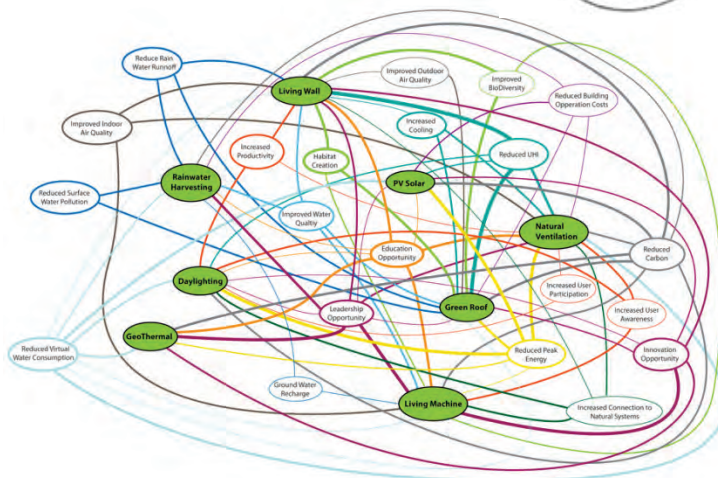 Reduce Rain
Water Runoff
Living Wall
Improved Outdoor
Air Quality
Improved
BioDiversity
Reduced Building
Opperation Costs
Improved Indoor
Air Quality
Increased
Cooling
Increased
Productivity
Habitat
Creation
Reduced UHI
Rainwater
Harvesting
PV Solar
Reduced Surface
Water Pollution
Improved Water
Qualtiy
Natural
Ventilation
Education
Opportunity
Reduced
Carbon
Daylighting
Increased User
Participation
Leadership
Opportunity
Green Roof
Increased User
Awareness
GeoThermal
Reduced Virtual
Water Consumption
Reduced Peak
Energy
Innovation
Opportunity
Ground Water
Recharge
Living Machine
Increased Connection to
Natural Systems